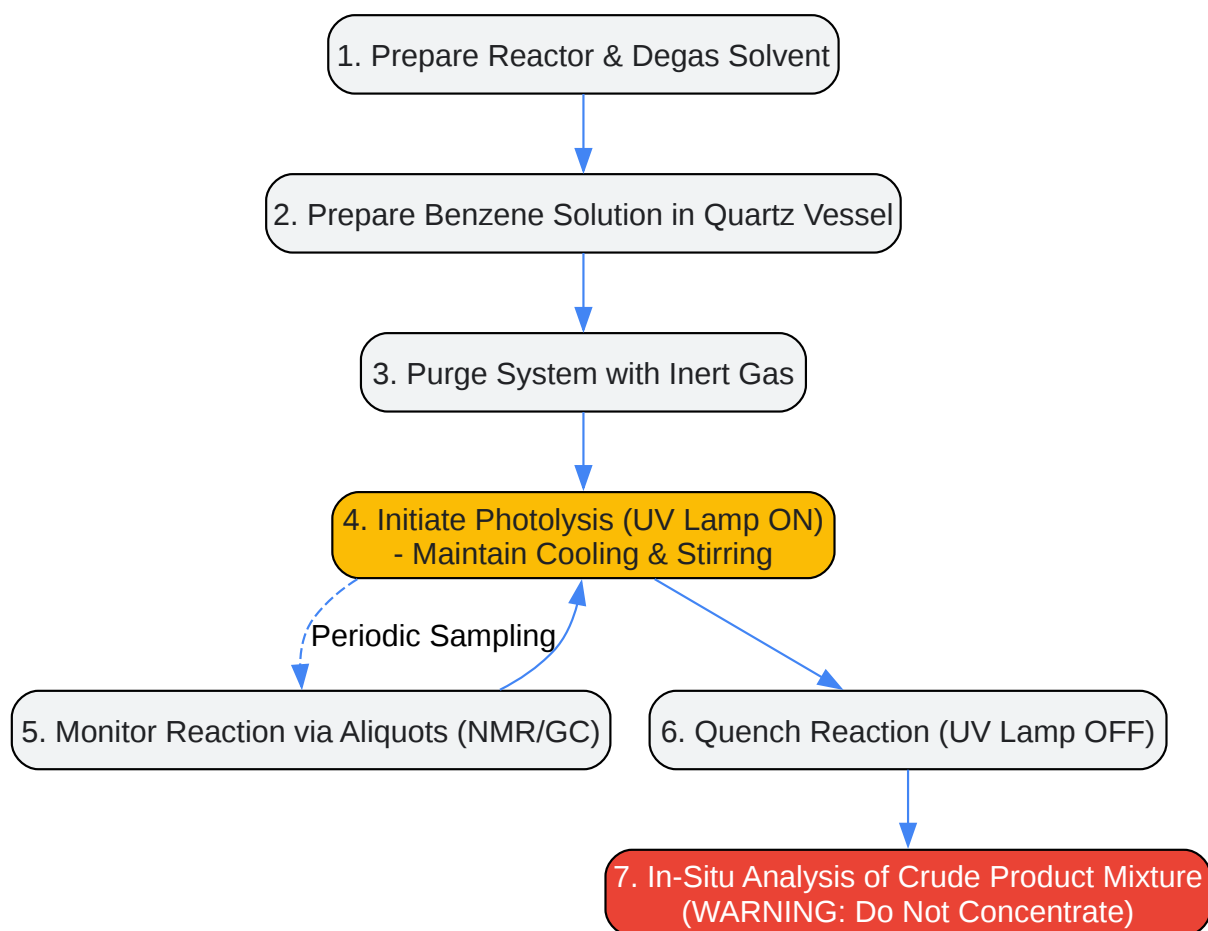 1. Prepare Reactor & Degas Solvent
2. Prepare Benzene Solution in Quartz Vessel
3. Purge System with Inert Gas
4. Initiate Photolysis (UV Lamp ON)
- Maintain Cooling & Stirring
Periodic Sampling
5. Monitor Reaction via Aliquots (NMR/GC)
6. Quench Reaction (UV Lamp OFF)
7. In-Situ Analysis of Crude Product Mixture
(WARNING: Do Not Concentrate)